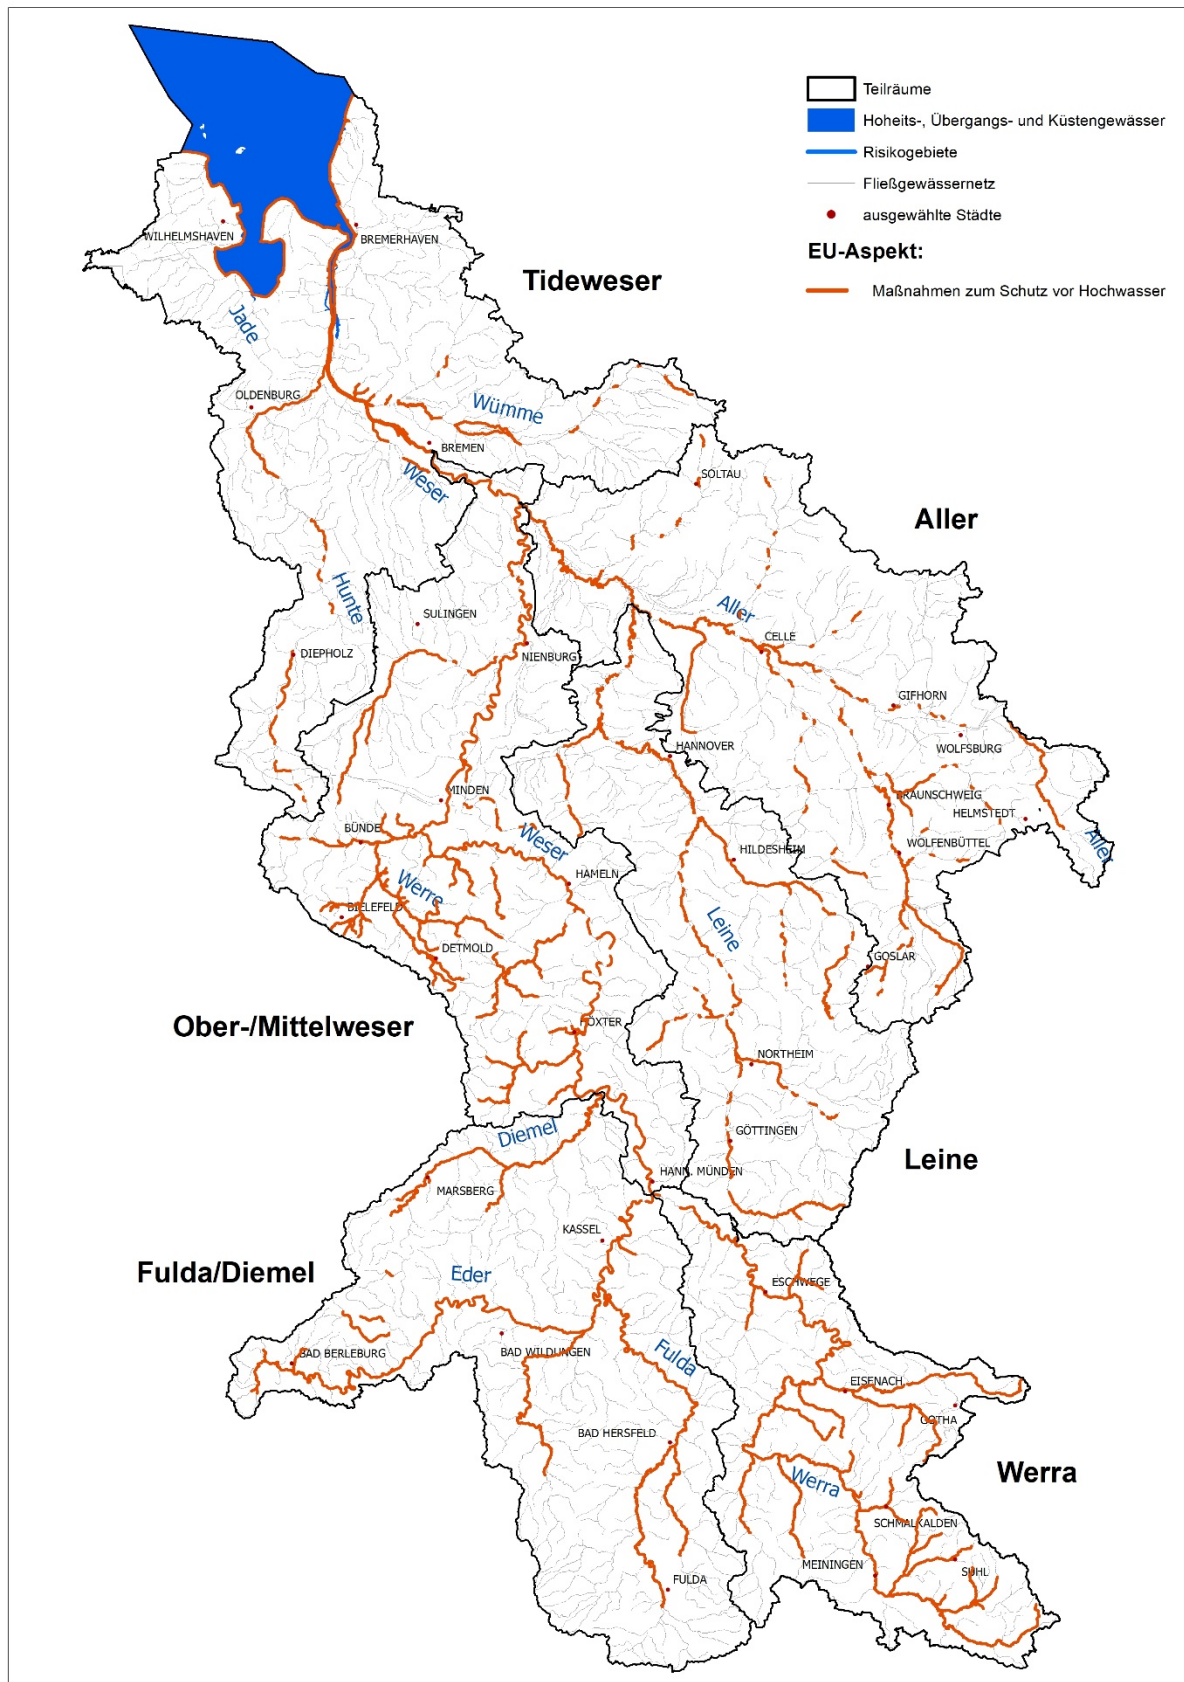 Teilräume
Hoheits-, Übergangs- und Küstengewässer
Risikogebiete
Fließgewässernetz
ausgewählte Städte
EU-Aspekt:
Maßnahmen zum Schutz vor Hochwasser
WILHELMSHAVEN
BREMERHAVEN
Tideweser
Jade
OLDENBURG
Wümme
BREMEN
Weser
SOLTAU
Aller
Hunte
SULINGEN
Aller
CELLE
DIEPHOLZ
NIENBURG
GIFHORN
WOLFSBURG
HANNOVER
MINDEN
BRAUNSCHWEIG
HELMSTEDT
BÜNDE
Weser
WOLFENBÜTTEL
Aller
HILDESHEIM
HAMELN
Werre
BIELEFELD
Leine
DETMOLD
GOSLAR
Ober-/Mittelweser
HÖXTER
NORTHEIM
Diemel
GÖTTINGEN
Leine
HANN. MÜNDEN
MARSBERG
KASSEL
Fulda/Diemel
Eder
ESCHWEGE
BAD BERLEBURG
BAD WILDUNGEN
Fulda
EISENACH
GOTHA
BAD HERSFELD
Werra
Werra
SCHMALKALDEN
MEININGEN
SUHL
FULDA